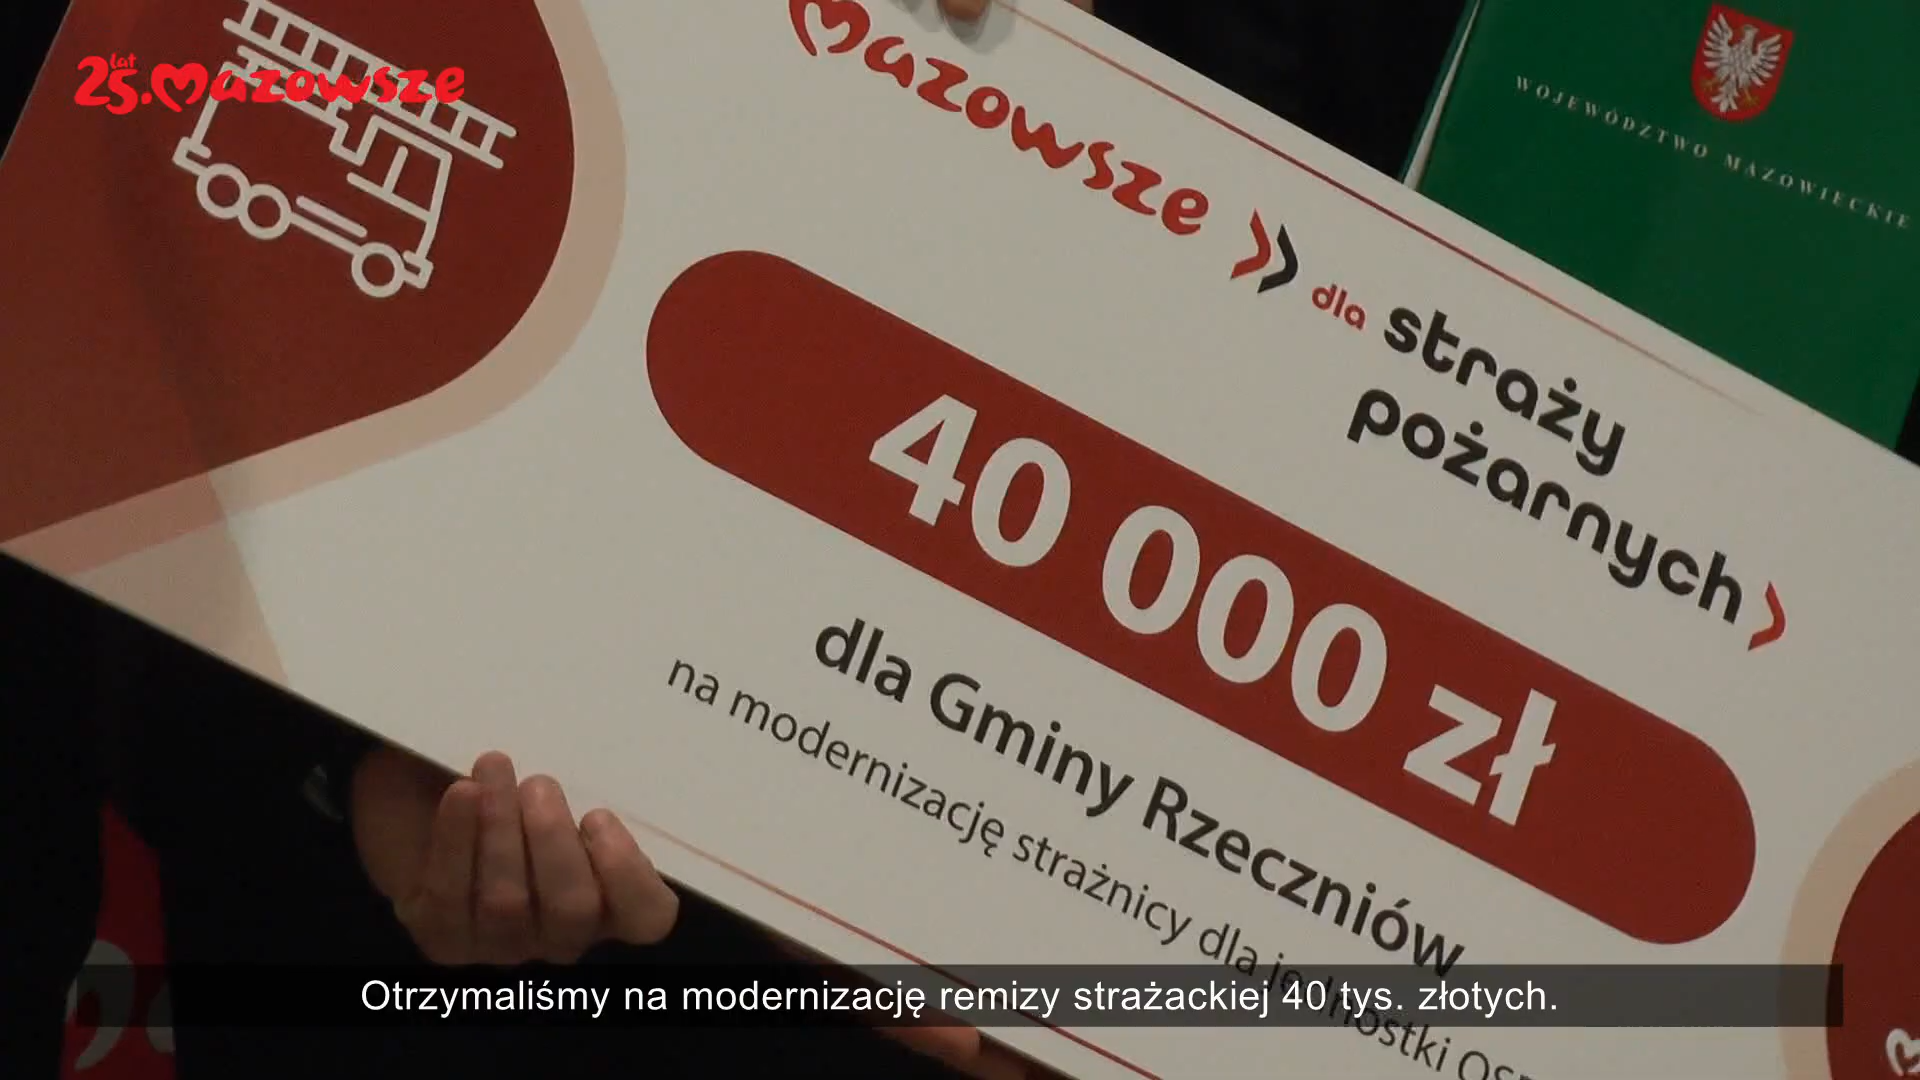 25 lat. Mazowsze
Mazowsze
dla straży
pożarnych
WOJEWÓDZTWO MAZOWIECKIE
40 000 zł
dla Gminy Rzeczniów
na modernizację strażnicy dla jednostki
Otrzymaliśmy na modernizację remizy strażackiej 40 tys. złotych.